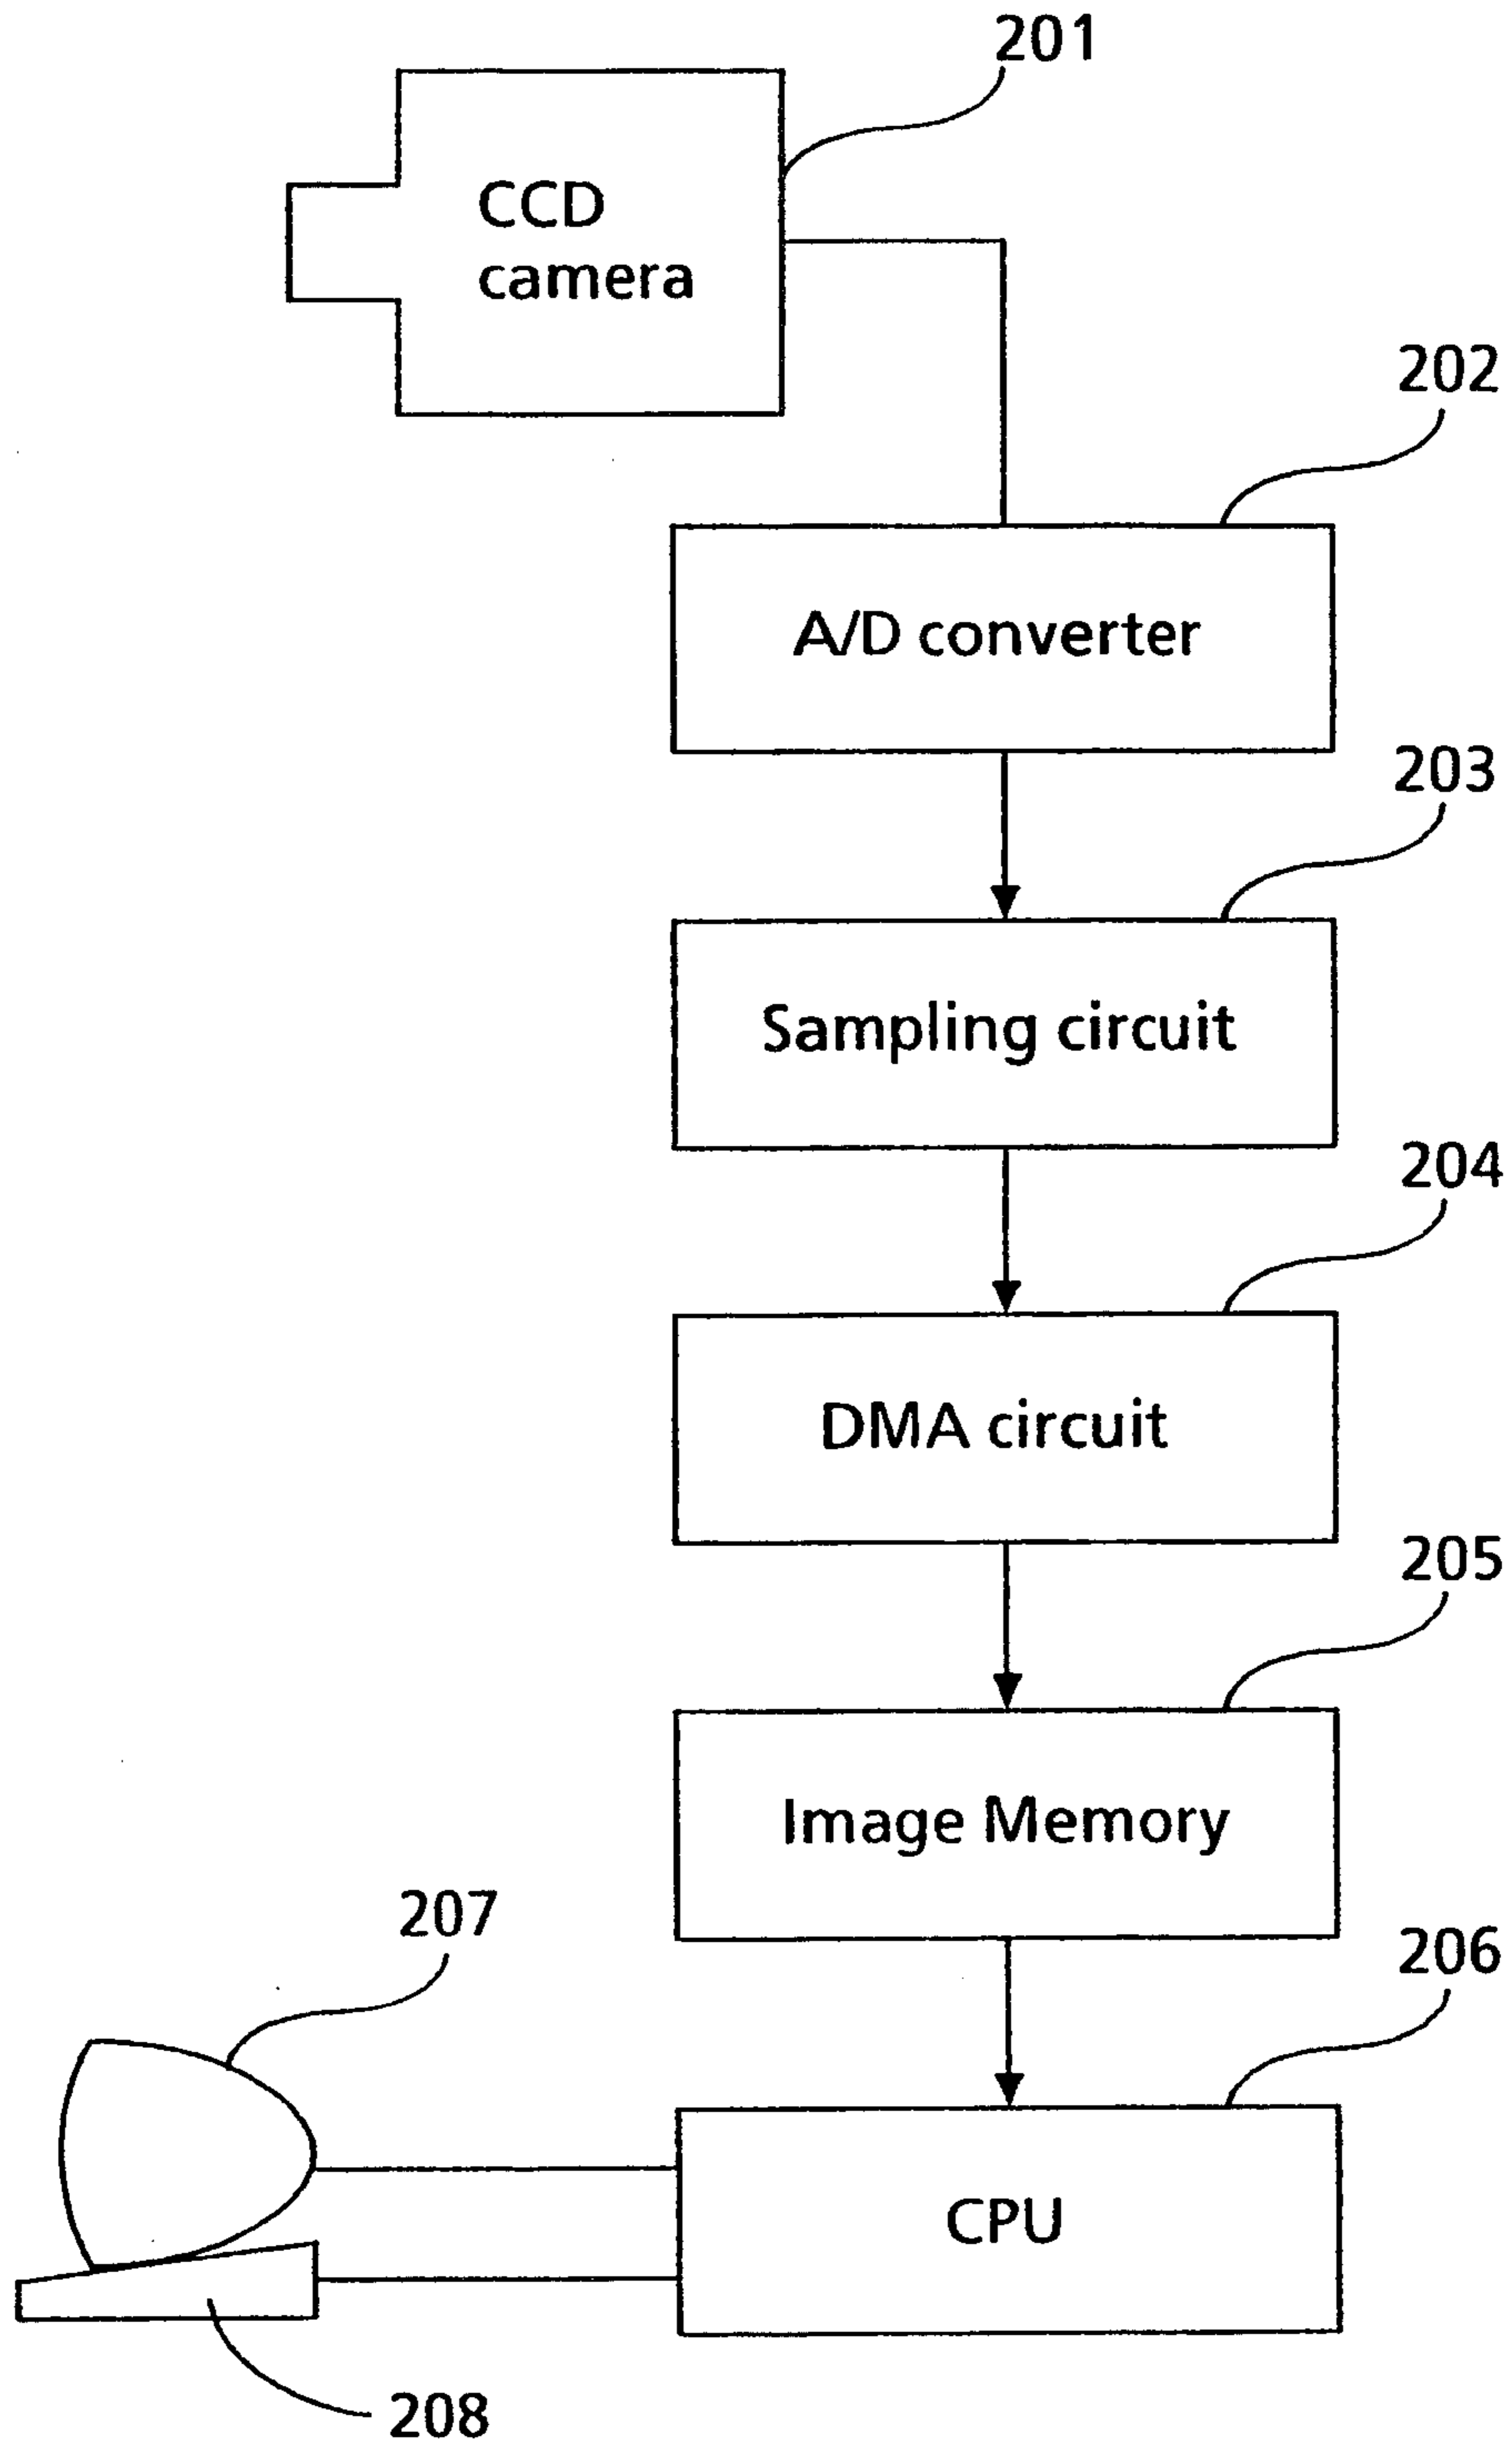 201
CCD
camera
202
A/D converter
203
Sampling circuit
204
DMA circuit
205
Image Memory
207
206
CPU
208